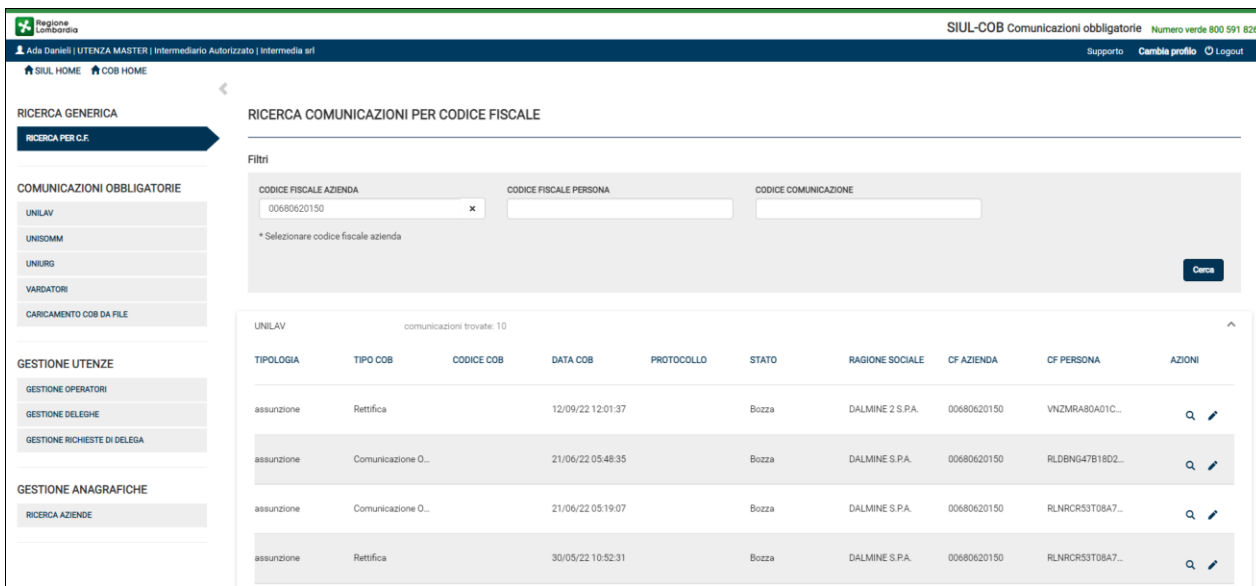 Regione
Lombardia
SIUL-COB Comunicazioni obbligatorie Numero verde 800 591 826
Ada Danieli | UTENZA MASTER | Intermediario Autorizzato | Intermedia srl
Supporto Cambia profilo Logout
SIUL HOME COB HOME
RICERCA GENERICA
RICERCA PER C.F.
COMUNICAZIONI OBBLIGATORIE
UNILAV
UNISOMM
UNIURG
VARDATORI
CARICAMENTO COB DA FILE
GESTIONE UTENZE
GESTIONE OPERATORI
GESTIONE DELEGHE
GESTIONE RICHIESTE DI DELEGA
GESTIONE ANAGRAFICHE
RICERCA AZIENDE
RICERCA COMUNICAZIONI PER CODICE FISCALE
Filtri
CODICE FISCALE AZIENDA CODICE FISCALE PERSONA CODICE COMUNICAZIONE
00680620150 ×
* Selezionare codice fiscale azienda
Cerca
UNILAV comunicazioni trovate: 10
TIPOLOGIA TIPO COB CODICE COB DATA COB PROTOCOLLO STATO RAGIONE SOCIALE CF AZIENDA CF PERSONA AZIONI
assunzione Rettifica 12/09/22 12:01:37 Bozza DALMINE 2 S.P.A. 00680620150 VNZMRA80A01C...
assunzione Comunicazione O... 21/06/22 05:48:35 Bozza DALMINE S.P.A. 00680620150 RLDBNG47B18D2...
assunzione Comunicazione O... 21/06/22 05:19:07 Bozza DALMINE S.P.A. 00680620150 RLNRCR53T08A7...
assunzione Rettifica 30/05/22 10:52:31 Bozza DALMINE S.P.A. 00680620150 RLNRCR53T08A7...